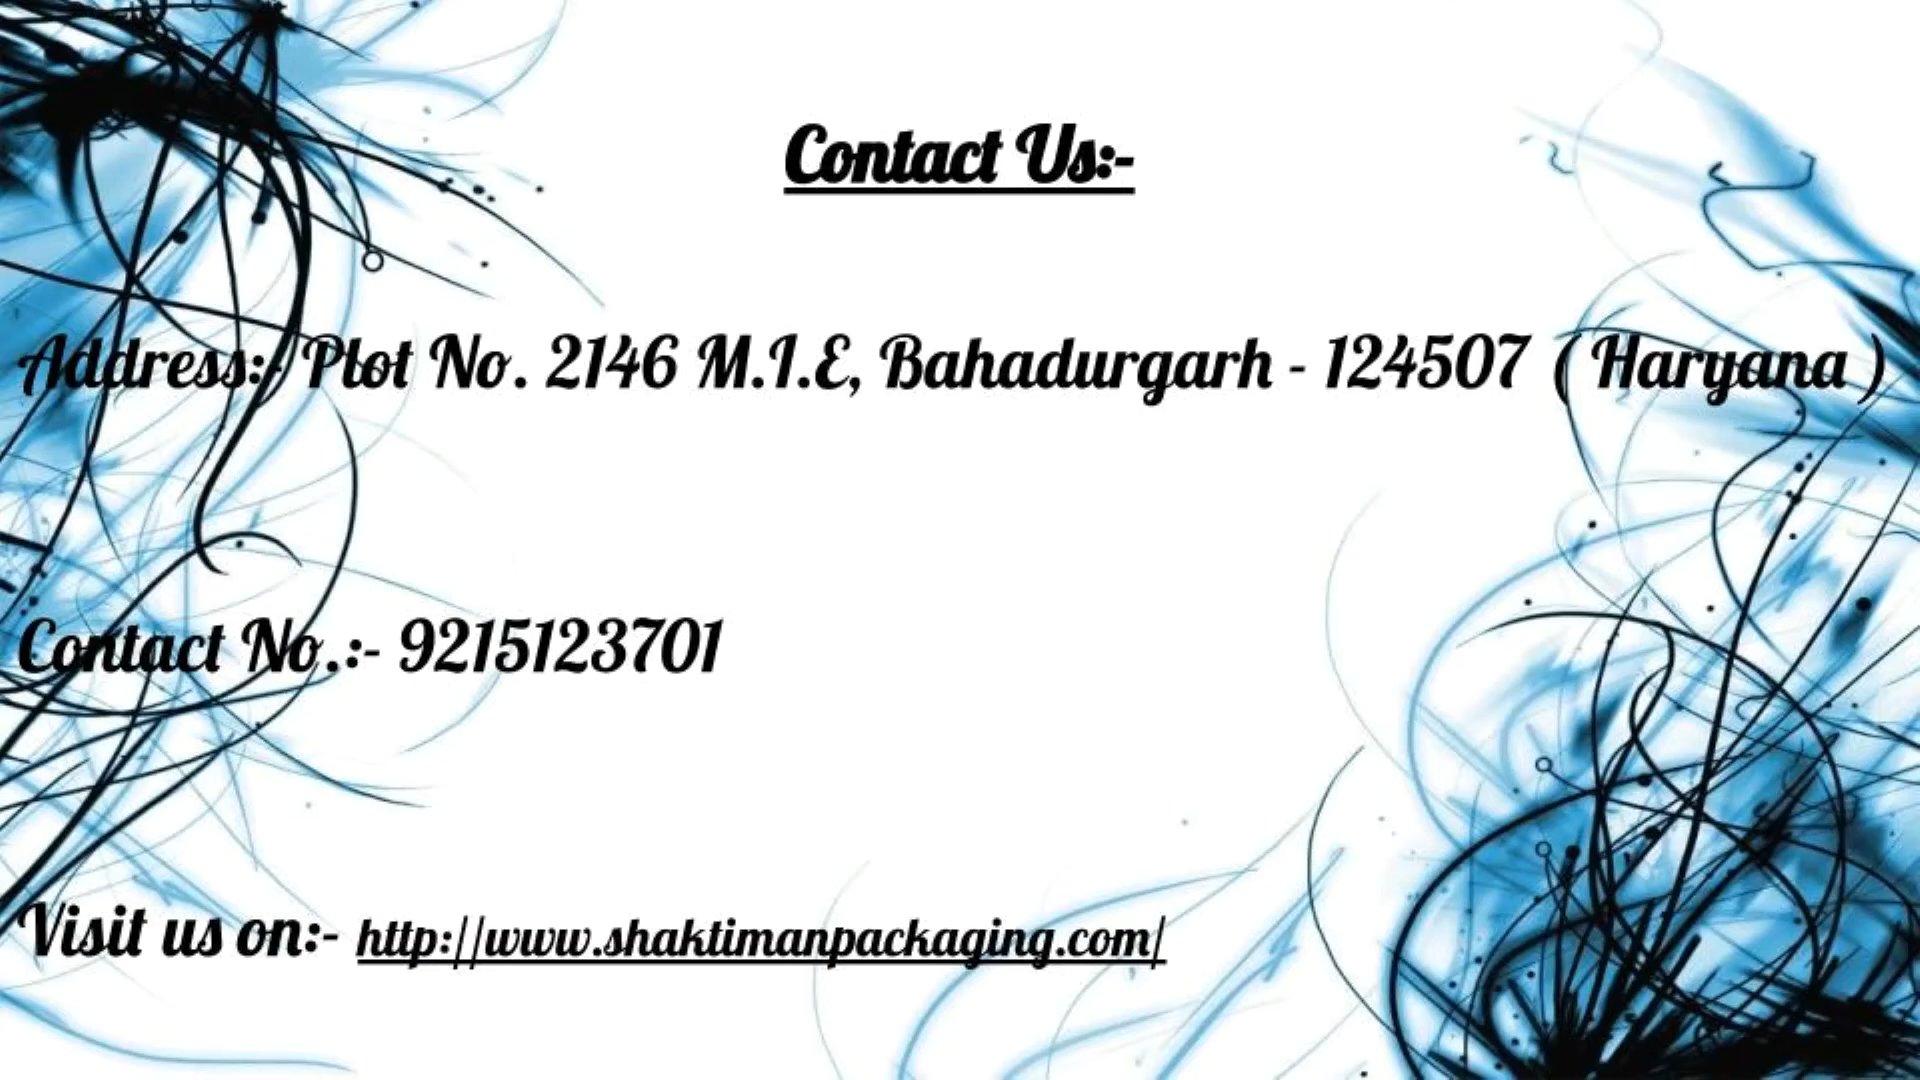 Contact Us:-
Address:- Plot No. 2146 M.I.E, Bahadurgarh - 124507 ( Haryana )
Contact No.:- 9215123701
Visit us on:- http://www.shaktimanpackaging.com/